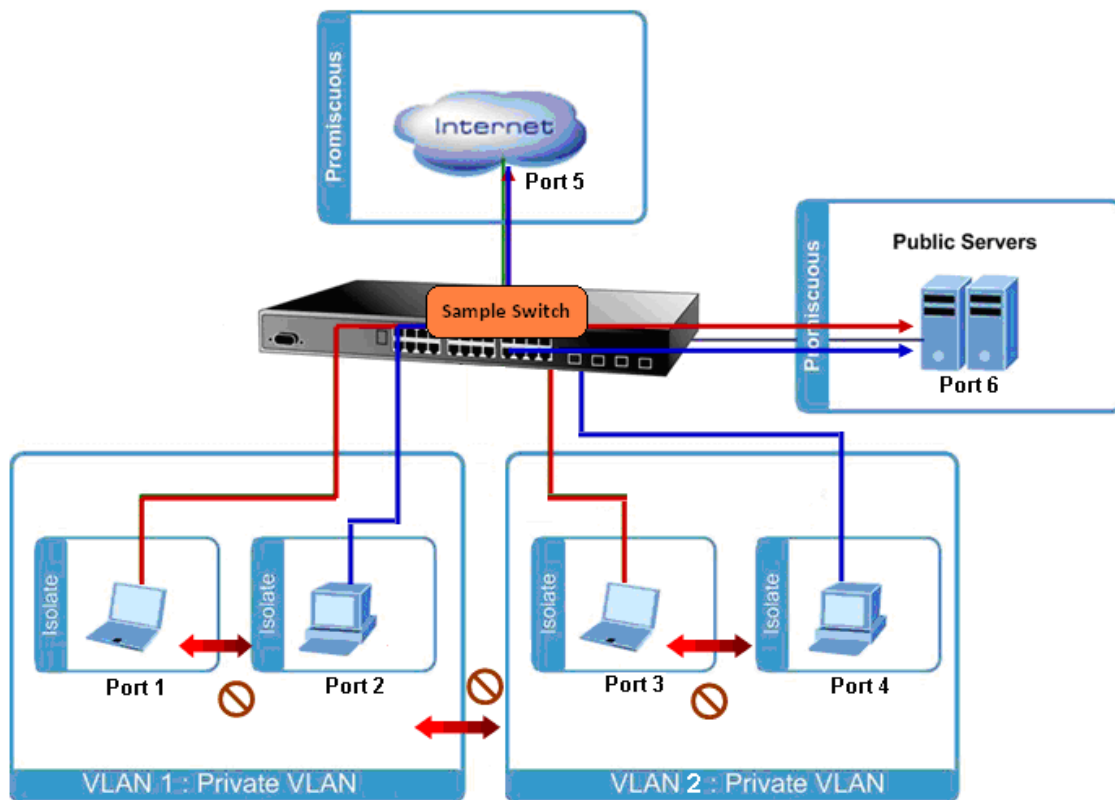 Promiscuous
Internet
Port 5
Promiscuous
Public Servers
Port 6
Sample Switch
Isolate
Port 1
Isolate
Port 2
Isolate
Port 3
Isolate
Port 4
VLAN 1 : Private VLAN
VLAN 2 : Private VLAN